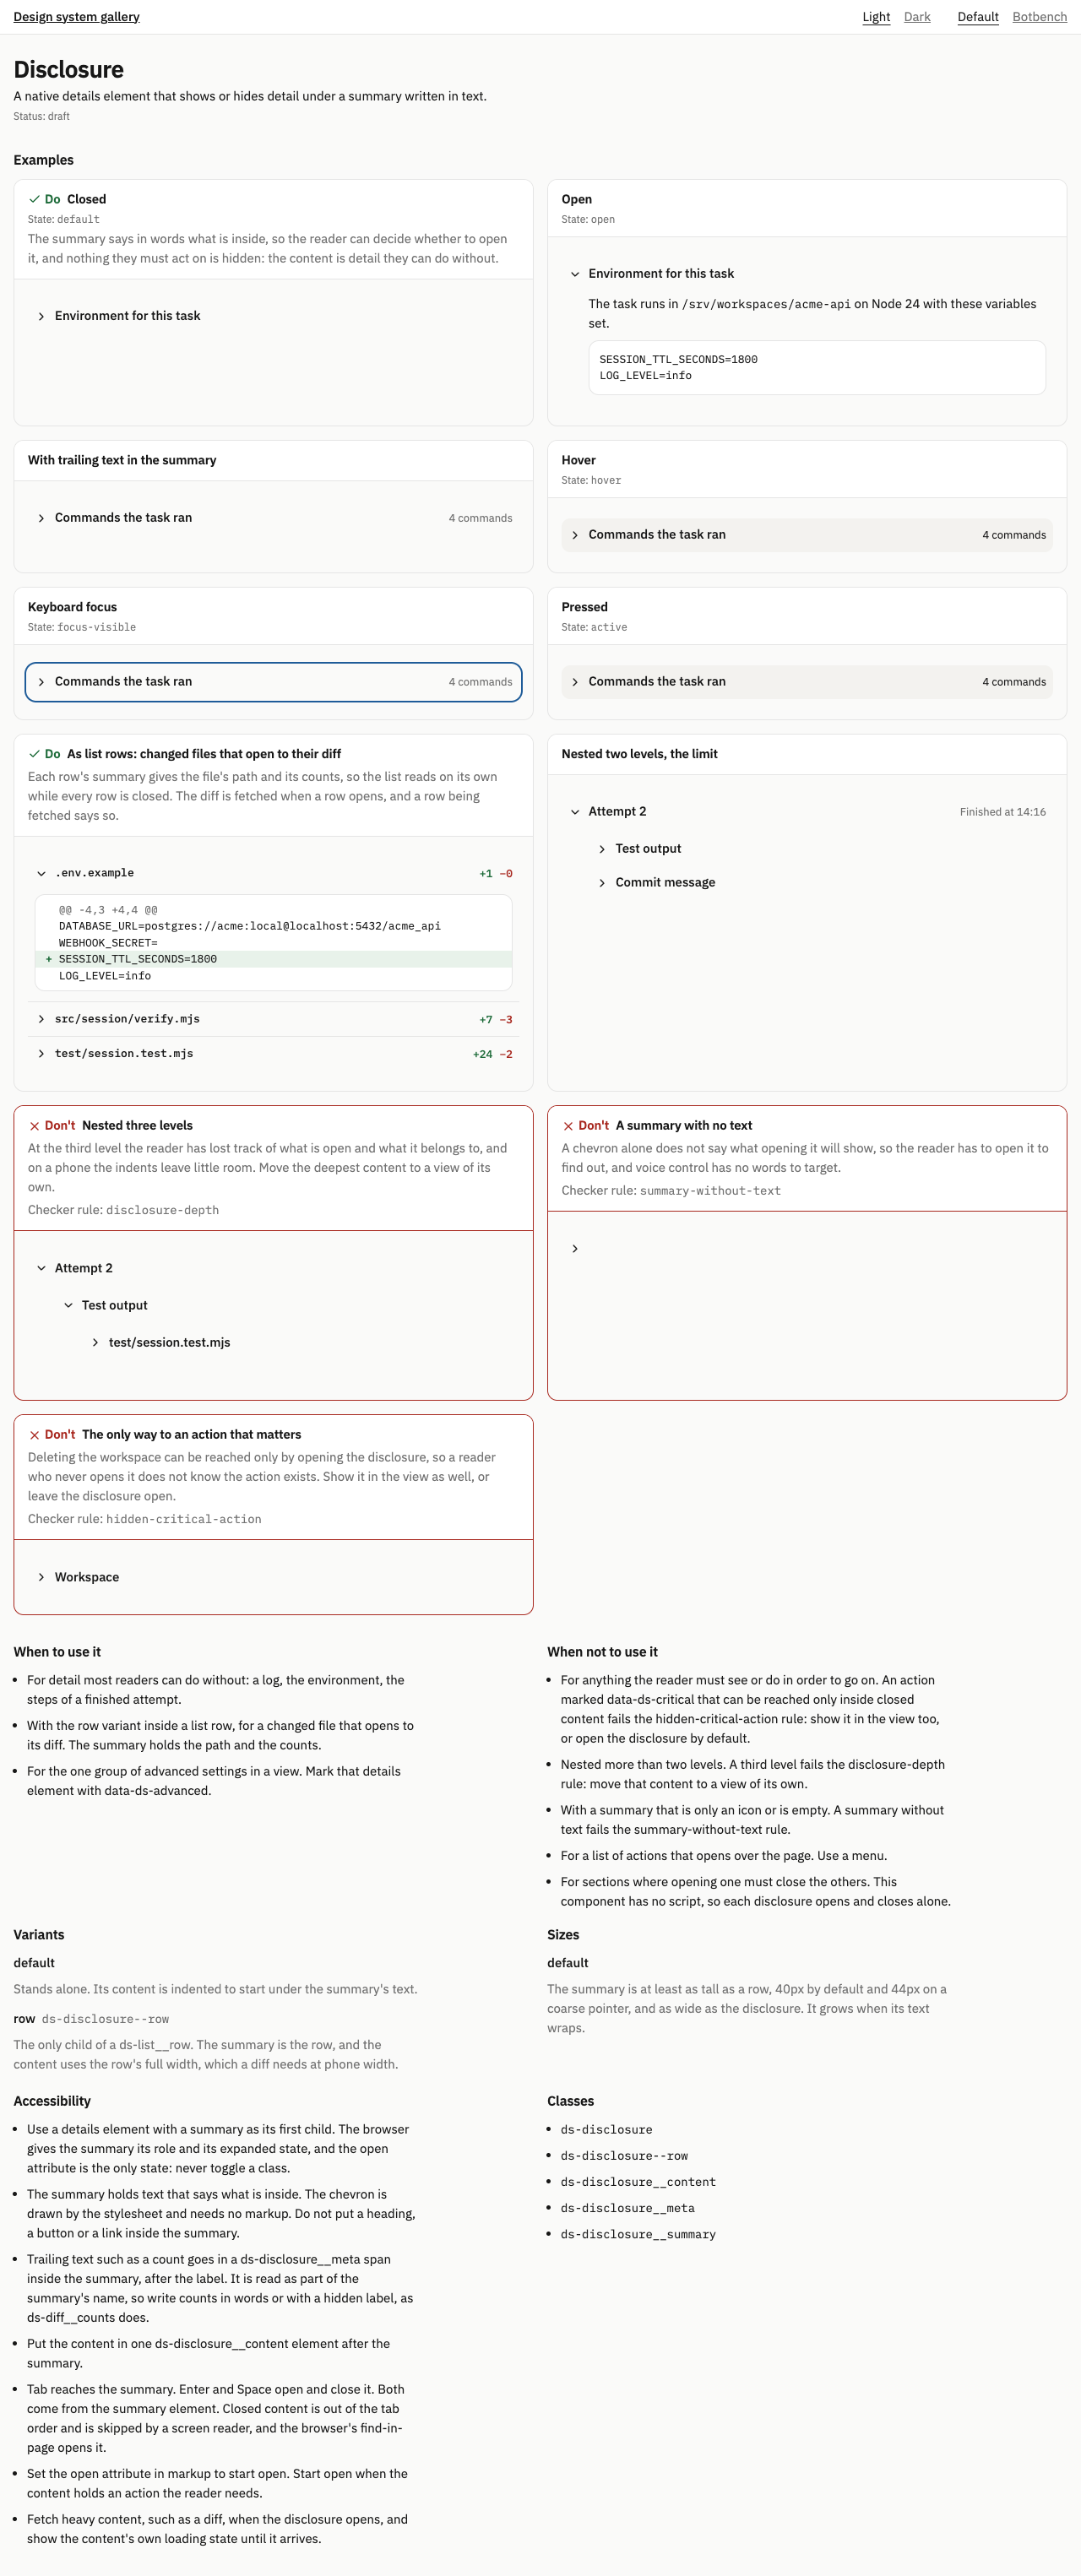 Design system gallery
Light Dark Default Botbench
Disclosure
A native details element that shows or hides detail under a summary written in text.
Status: draft
Examples
Do Closed
State: default
The summary says in words what is inside, so the reader can decide whether to open
it, and nothing they must act on is hidden: the content is detail they can do without.
Environment for this task
Open
State: open
Environment for this task
The task runs in /srv/workspaces/acme-api on Node 24 with these variables
set.
SESSION_TTL_SECONDS=1800
LOG_LEVEL=info
With trailing text in the summary
Commands the task ran 4 commands
Hover
State: hover
Commands the task ran 4 commands
Keyboard focus
State: focus-visible
Commands the task ran 4 commands
Pressed
State: active
Commands the task ran 4 commands
Do As list rows: changed files that open to their diff
Each row's summary gives the file's path and its counts, so the list reads on its own
while every row is closed. The diff is fetched when a row opens, and a row being
fetched says so.
.env.example +1 −0
@@ -4,3 +4,4 @@
DATABASE_URL=postgres://acme:local@localhost:5432/acme_api
WEBHOOK_SECRET=
+ SESSION_TTL_SECONDS=1800
LOG_LEVEL=info
src/session/verify.mjs +7 −3
test/session.test.mjs +24 −2
Nested two levels, the limit
Attempt 2 Finished at 14:16
Test output
Commit message
Don't Nested three levels
At the third level the reader has lost track of what is open and what it belongs to, and
on a phone the indents leave little room. Move the deepest content to a view of its
own.
Checker rule: disclosure-depth
Attempt 2
Test output
test/session.test.mjs
Don't A summary with no text
A chevron alone does not say what opening it will show, so the reader has to open it to
find out, and voice control has no words to target.
Checker rule: summary-without-text
Don't The only way to an action that matters
Deleting the workspace can be reached only by opening the disclosure, so a reader
who never opens it does not know the action exists. Show it in the view as well, or
leave the disclosure open.
Checker rule: hidden-critical-action
Workspace
When to use it
• For detail most readers can do without: a log, the environment, the
steps of a finished attempt.
• With the row variant inside a list row, for a changed file that opens to
its diff. The summary holds the path and the counts.
• For the one group of advanced settings in a view. Mark that details
element with data-ds-advanced.
When not to use it
• For anything the reader must see or do in order to go on. An action
marked data-ds-critical that can be reached only inside closed
content fails the hidden-critical-action rule: show it in the view too,
or open the disclosure by default.
• Nested more than two levels. A third level fails the disclosure-depth
rule: move that content to a view of its own.
• With a summary that is only an icon or is empty. A summary without
text fails the summary-without-text rule.
• For a list of actions that opens over the page. Use a menu.
• For sections where opening one must close the others. This
component has no script, so each disclosure opens and closes alone.
Variants
default
Stands alone. Its content is indented to start under the summary's text.
row ds-disclosure--row
The only child of a ds-list__row. The summary is the row, and the
content uses the row's full width, which a diff needs at phone width.
Sizes
default
The summary is at least as tall as a row, 40px by default and 44px on a
coarse pointer, and as wide as the disclosure. It grows when its text
wraps.
Accessibility
• Use a details element with a summary as its first child. The browser
gives the summary its role and its expanded state, and the open
attribute is the only state: never toggle a class.
• The summary holds text that says what is inside. The chevron is
drawn by the stylesheet and needs no markup. Do not put a heading,
a button or a link inside the summary.
• Trailing text such as a count goes in a ds-disclosure__meta span
inside the summary, after the label. It is read as part of the
summary's name, so write counts in words or with a hidden label, as
ds-diff__counts does.
• Put the content in one ds-disclosure__content element after the
summary.
• Tab reaches the summary. Enter and Space open and close it. Both
come from the summary element. Closed content is out of the tab
order and is skipped by a screen reader, and the browser's find-in-
page opens it.
• Set the open attribute in markup to start open. Start open when the
content holds an action the reader needs.
• Fetch heavy content, such as a diff, when the disclosure opens, and
show the content's own loading state until it arrives.
Classes
• ds-disclosure
• ds-disclosure--row
• ds-disclosure__content
• ds-disclosure__meta
• ds-disclosure__summary